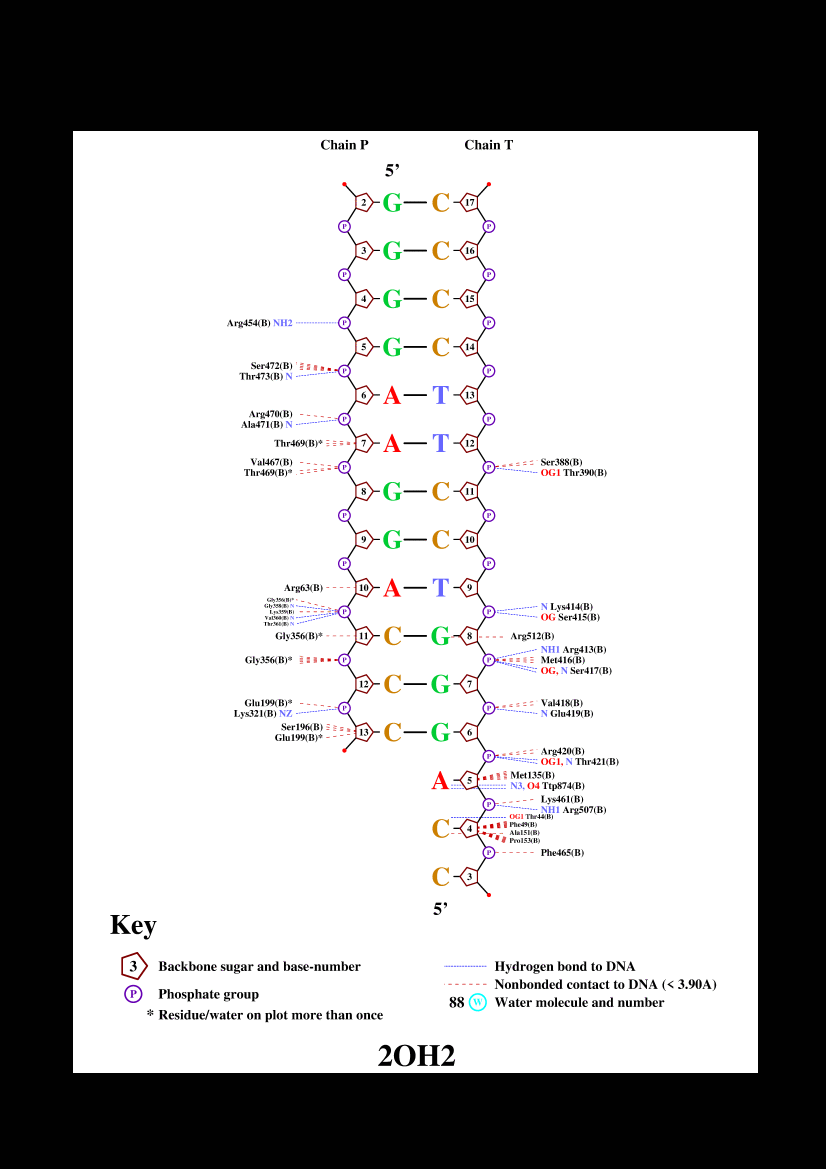 Chain P Chain T
5'
2 G C 17
P P
3 G C 16
P P
4 G C 15
Arg454(B) NH2 P P
5 G C 14
Ser472(B)
Thr473(B) N P P
6 A T 13
Arg470(B)
Ala471(B) N P P
Thr469(B)* 7 A T 12
Val467(B) P P Ser388(B)
Thr469(B)* OG1 Thr390(B)
8 G C 11
P P
9 G C 10
P P
Arg63(B) 10 A T 9
Gly356(B)*
Gly358(B) N N Lys414(B)
Lys359(B) P P
Val360(B) N OG Ser415(B)
Thr361(B) N
Gly356(B)* 11 C G 8 Arg512(B)
NH1 Arg413(B)
Gly356(B)* P P Met416(B)
OG, N Ser417(B)
12 C G 7
Glu199(B)* Val418(B)
Lys321(B) NZ P P N Glu419(B)
Ser196(B) 13 C G 6
Glu199(B)*
P Arg420(B)
OG1, N Thr421(B)
A 5 Met135(B)
N3, O4 Ttp874(B)
P Lys461(B)
NH1 Arg507(B)
OG1 Thr44(B)
C 4 Phe49(B)
Ala151(B)
Pro153(B)
P Phe465(B)
C 3
5'
Key
3 Backbone sugar and base-number
P Phosphate group
* Residue/water on plot more than once
Hydrogen bond to DNA
Nonbonded contact to DNA (< 3.90A)
88 W Water molecule and number
2OH2